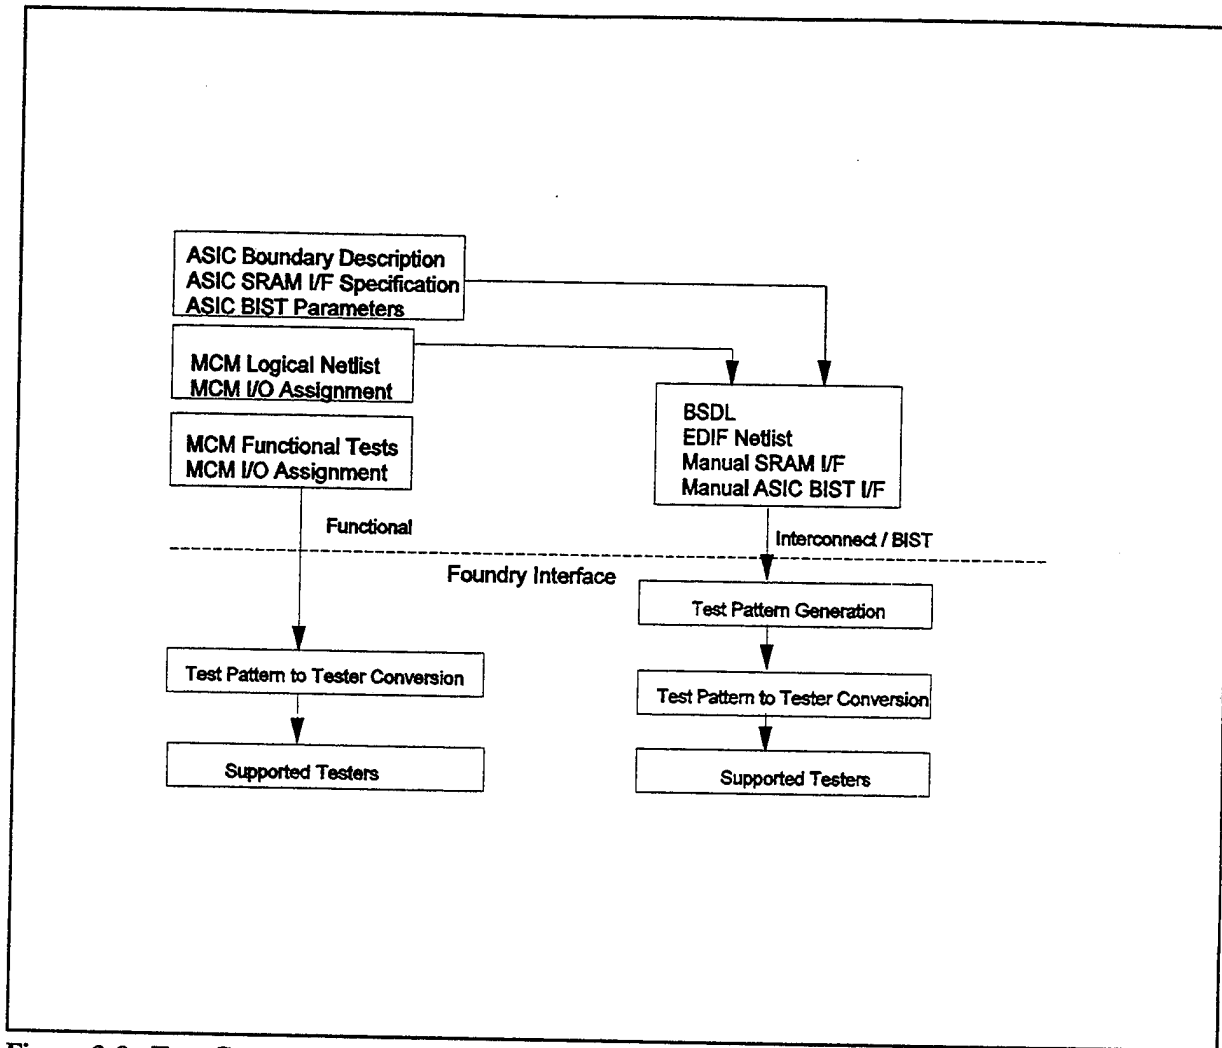 ASIC Boundary Description
ASIC SRAM I/F Specification
ASIC BIST Parameters
MCM Logical Netlist
MCM I/O Assignment
MCM Functional Tests
MCM I/O Assignment
BSDL
EDIF Netlist
Manual SRAM I/F
Manual ASIC BIST I/F
Functional
Interconnect / BIST
Foundry Interface
Test Pattern Generation
Test Pattern to Tester Conversion
Test Pattern to Tester Conversion
Supported Testers
Supported Testers